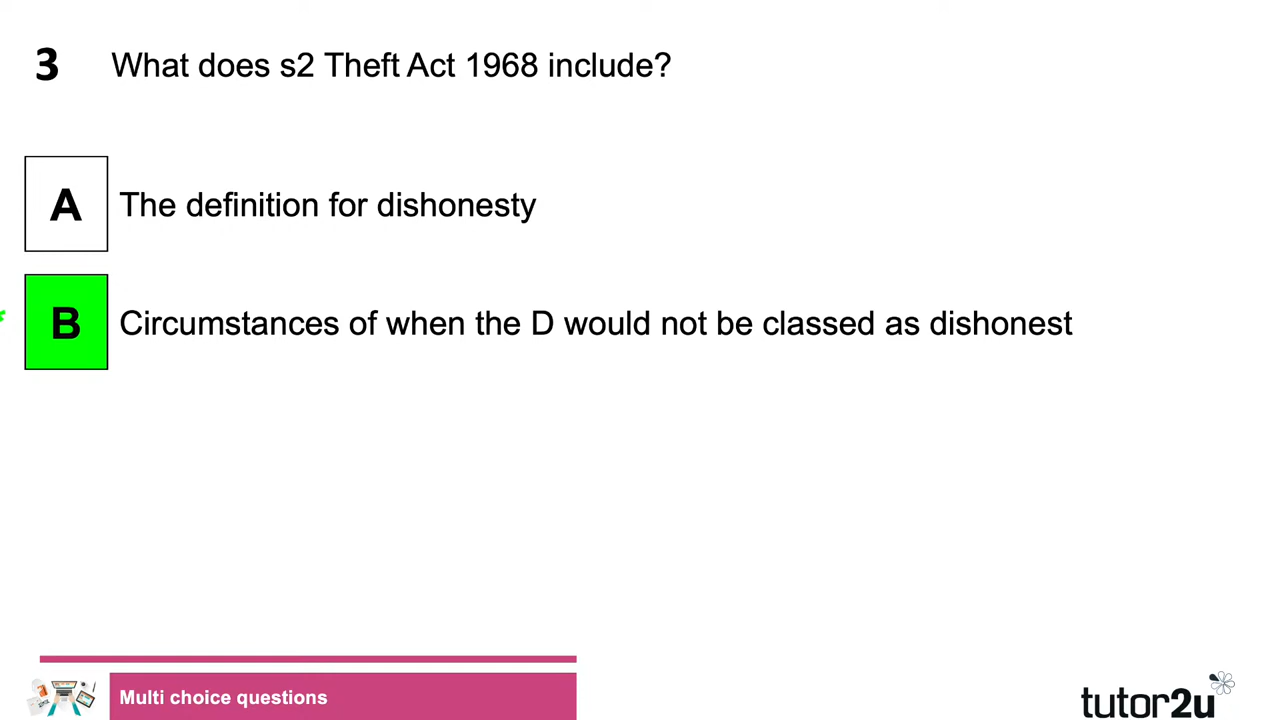 3 What does s2 Theft Act 1968 include?
A The definition for dishonesty
B Circumstances of when the D would not be classed as dishonest
Multi choice questions
tutor2u